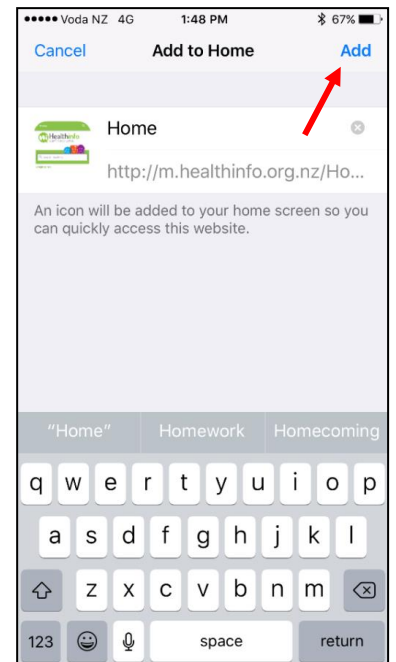 Voda NZ 4G 1:48 PM 67%
Cancel Add to Home Add
HealthInfo
Home
http://m.healthinfo.org.nz/Ho...
An icon will be added to your home screen so you
can quickly access this website.
"Home" Homework Homecoming
q w e r t y u i o p
a s d f g h j k l
z x c v b n m
123 space return